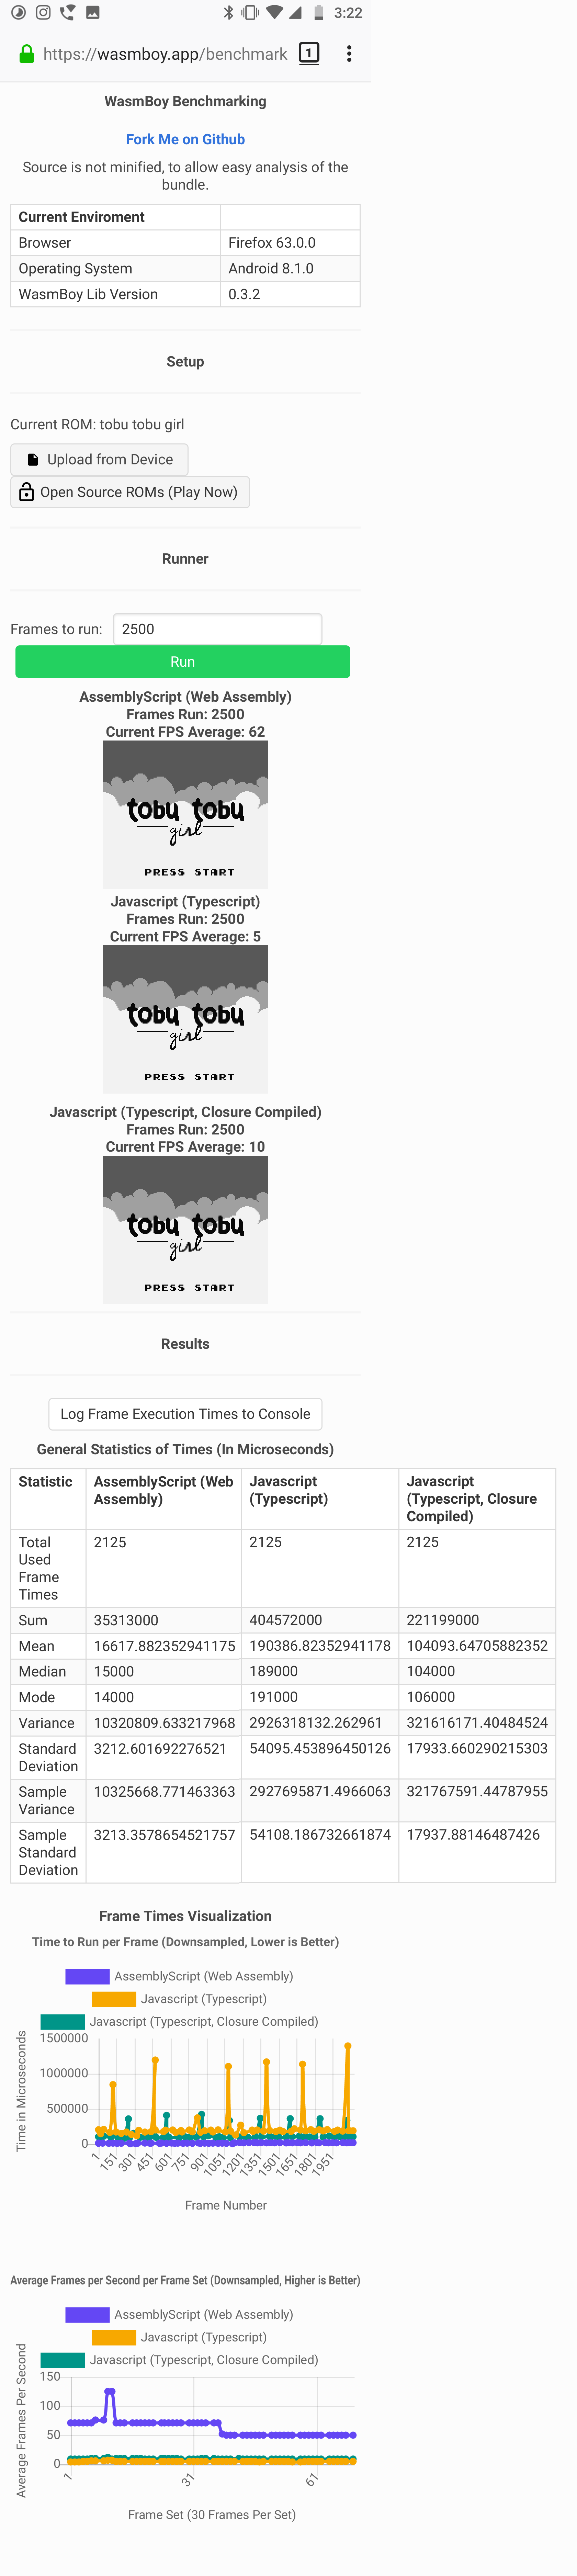 3:22
https://wasmboy.app/benchmark
1
WasmBoy Benchmarking
Fork Me on Github
Source is not minified, to allow easy analysis of the
bundle.
Current Enviroment
Browser Firefox 63.0.0
Operating System Android 8.1.0
WasmBoy Lib Version 0.3.2
Setup
Current ROM: tobu tobu girl
Upload from Device
Open Source ROMs (Play Now)
Runner
Frames to run: 2500
Run
AssemblyScript (Web Assembly)
Frames Run: 2500
Current FPS Average: 62
tobu tobu
girl
PRESS START
Javascript (Typescript)
Frames Run: 2500
Current FPS Average: 5
tobu tobu
girl
PRESS START
Javascript (Typescript, Closure Compiled)
Frames Run: 2500
Current FPS Average: 10
tobu tobu
girl
PRESS START
Results
Log Frame Execution Times to Console
General Statistics of Times (In Microseconds)
Statistic AssemblyScript (Web Javascript Javascript
Assembly) (Typescript) (Typescript, Closure
Compiled)
Total 2125 2125 2125
Used
Frame
Times
Sum 35313000 404572000 221199000
Mean 16617.882352941175 190386.82352941178 104093.64705882352
Median 15000 189000 104000
Mode 14000 191000 106000
Variance 10320809.633217968 2926318132.262961 321616171.40484524
Standard 3212.601692276521 54095.453896450126 17933.660290215303
Deviation
Sample 10325668.771463363 2927695871.4966063 321767591.44787955
Variance
Sample 3213.3578654521757 54108.186732661874 17937.88146487426
Standard
Deviation
Frame Times Visualization
Time to Run per Frame (Downsampled, Lower is Better)
AssemblyScript (Web Assembly)
Javascript (Typescript)
Javascript (Typescript, Closure Compiled)
Time in Microseconds
1500000
1000000
500000
0
1 151 301 451 601 751 901 1051 1201 1351 1501 1651 1801 1951
Frame Number
Average Frames per Second per Frame Set (Downsampled, Higher is Better)
AssemblyScript (Web Assembly)
Javascript (Typescript)
Javascript (Typescript, Closure Compiled)
Average Frames Per Second
150
100
50
0
1 31 61
Frame Set (30 Frames Per Set)